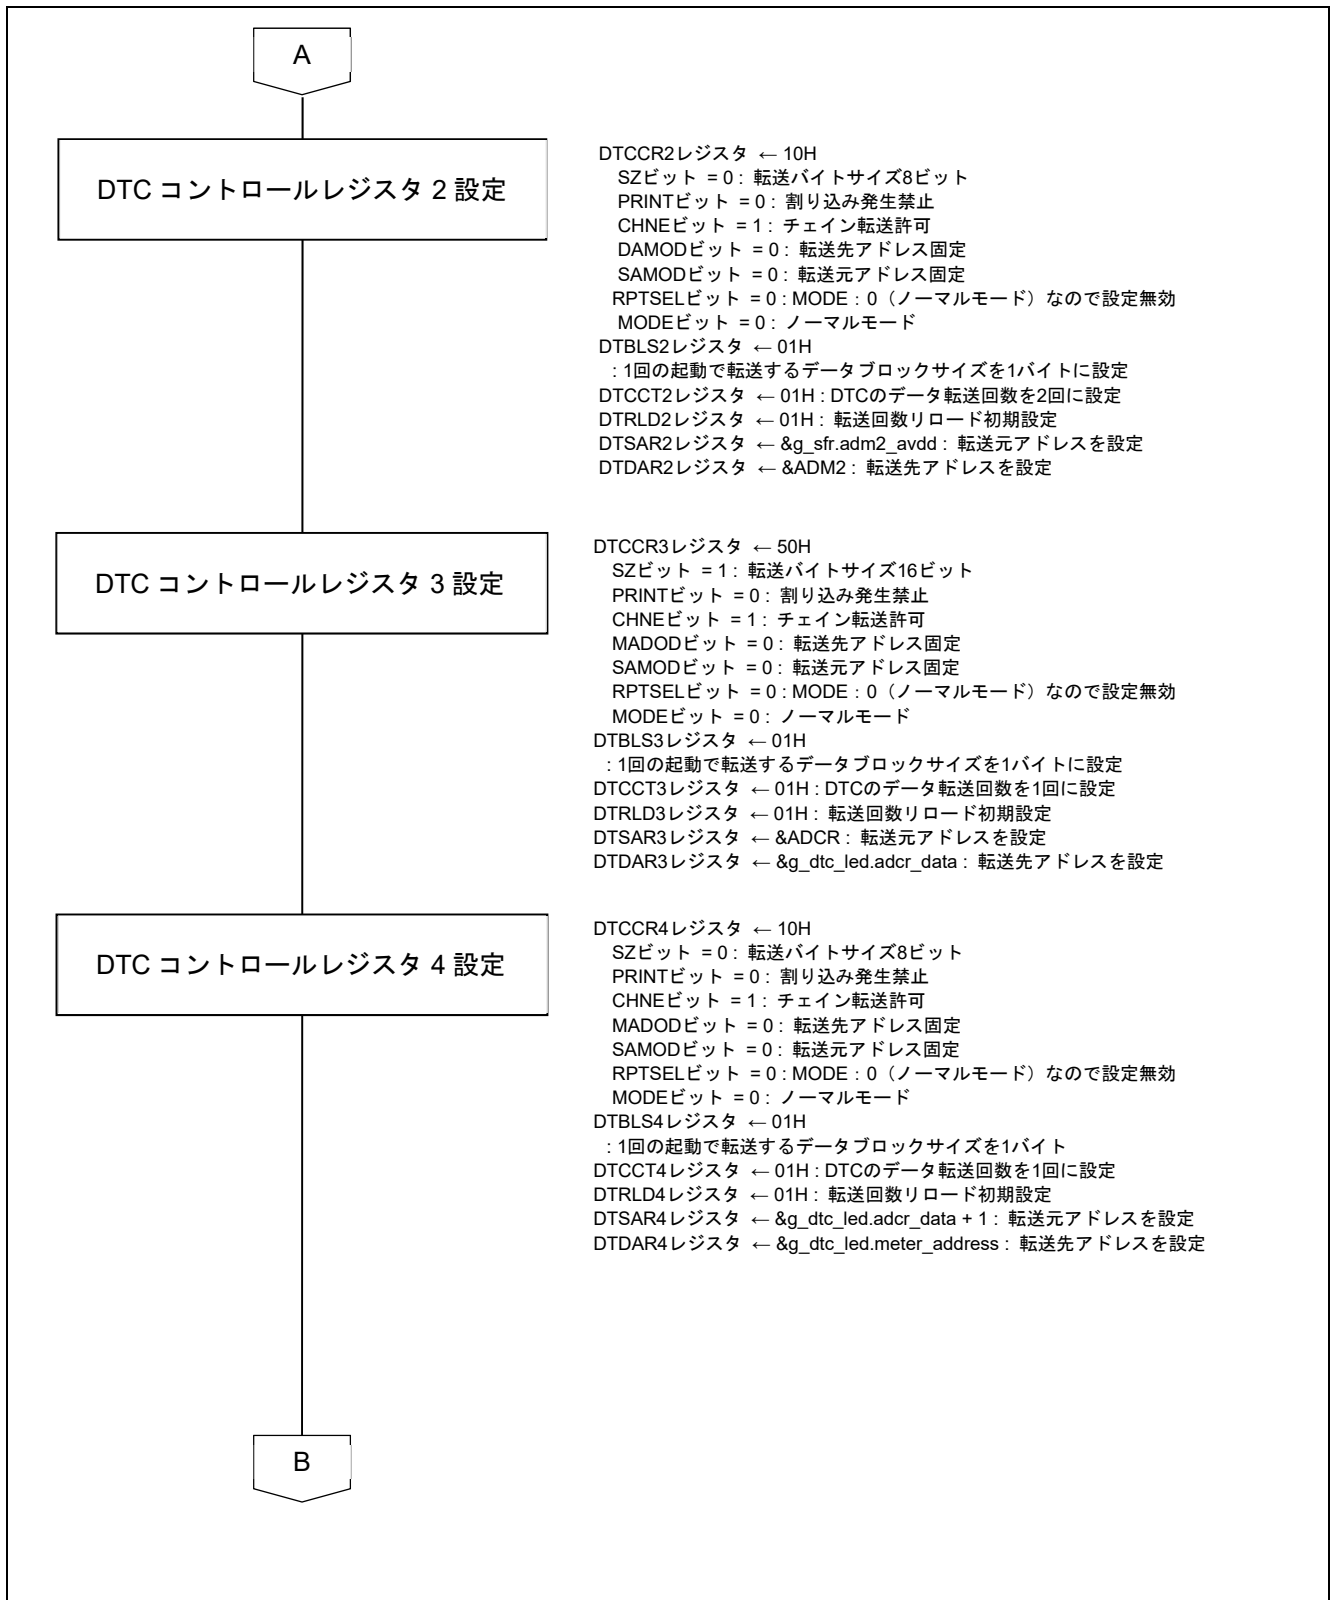 A
DTC コントロールレジスタ 2 設定
DTCCR2レジスタ ← 10H
SZビット = 0 : 転送バイトサイズ8ビット
PRINTビット = 0 : 割り込み発生禁止
CHNEビット = 1 : チェイン転送許可
DAMODビット = 0 : 転送先アドレス固定
SAMODビット = 0 : 転送元アドレス固定
RPTSELビット = 0 : MODE : 0（ノーマルモード）なので設定無効
MODEビット = 0 : ノーマルモード
DTBLS2レジスタ ← 01H
: 1回の起動で転送するデータブロックサイズを1バイトに設定
DTCCT2レジスタ ← 01H : DTCのデータ転送回数を2回に設定
DTRLD2レジスタ ← 01H : 転送回数リロード初期設定
DTSAR2レジスタ ← &g_sfr.adm2_avdd : 転送元アドレスを設定
DTDAR2レジスタ ← &ADM2 : 転送先アドレスを設定
DTC コントロールレジスタ 3 設定
DTCCR3レジスタ ← 50H
SZビット = 1 : 転送バイトサイズ16ビット
PRINTビット = 0 : 割り込み発生禁止
CHNEビット = 1 : チェイン転送許可
MADODビット = 0 : 転送先アドレス固定
SAMODビット = 0 : 転送元アドレス固定
RPTSELビット = 0 : MODE : 0（ノーマルモード）なので設定無効
MODEビット = 0 : ノーマルモード
DTBLS3レジスタ ← 01H
: 1回の起動で転送するデータブロックサイズを1バイトに設定
DTCCT3レジスタ ← 01H : DTCのデータ転送回数を1回に設定
DTRLD3レジスタ ← 01H : 転送回数リロード初期設定
DTSAR3レジスタ ← &ADCR : 転送元アドレスを設定
DTDAR3レジスタ ← &g_dtc_led.adcr_data : 転送先アドレスを設定
DTC コントロールレジスタ 4 設定
DTCCR4レジスタ ← 10H
SZビット = 0 : 転送バイトサイズ8ビット
PRINTビット = 0 : 割り込み発生禁止
CHNEビット = 1 : チェイン転送許可
MADODビット = 0 : 転送先アドレス固定
SAMODビット = 0 : 転送元アドレス固定
RPTSELビット = 0 : MODE : 0（ノーマルモード）なので設定無効
MODEビット = 0 : ノーマルモード
DTBLS4レジスタ ← 01H
: 1回の起動で転送するデータブロックサイズを1バイト
DTCCT4レジスタ ← 01H : DTCのデータ転送回数を1回に設定
DTRLD4レジスタ ← 01H : 転送回数リロード初期設定
DTSAR4レジスタ ← &g_dtc_led.adcr_data + 1 : 転送元アドレスを設定
DTDAR4レジスタ ← &g_dtc_led.meter_address : 転送先アドレスを設定
B